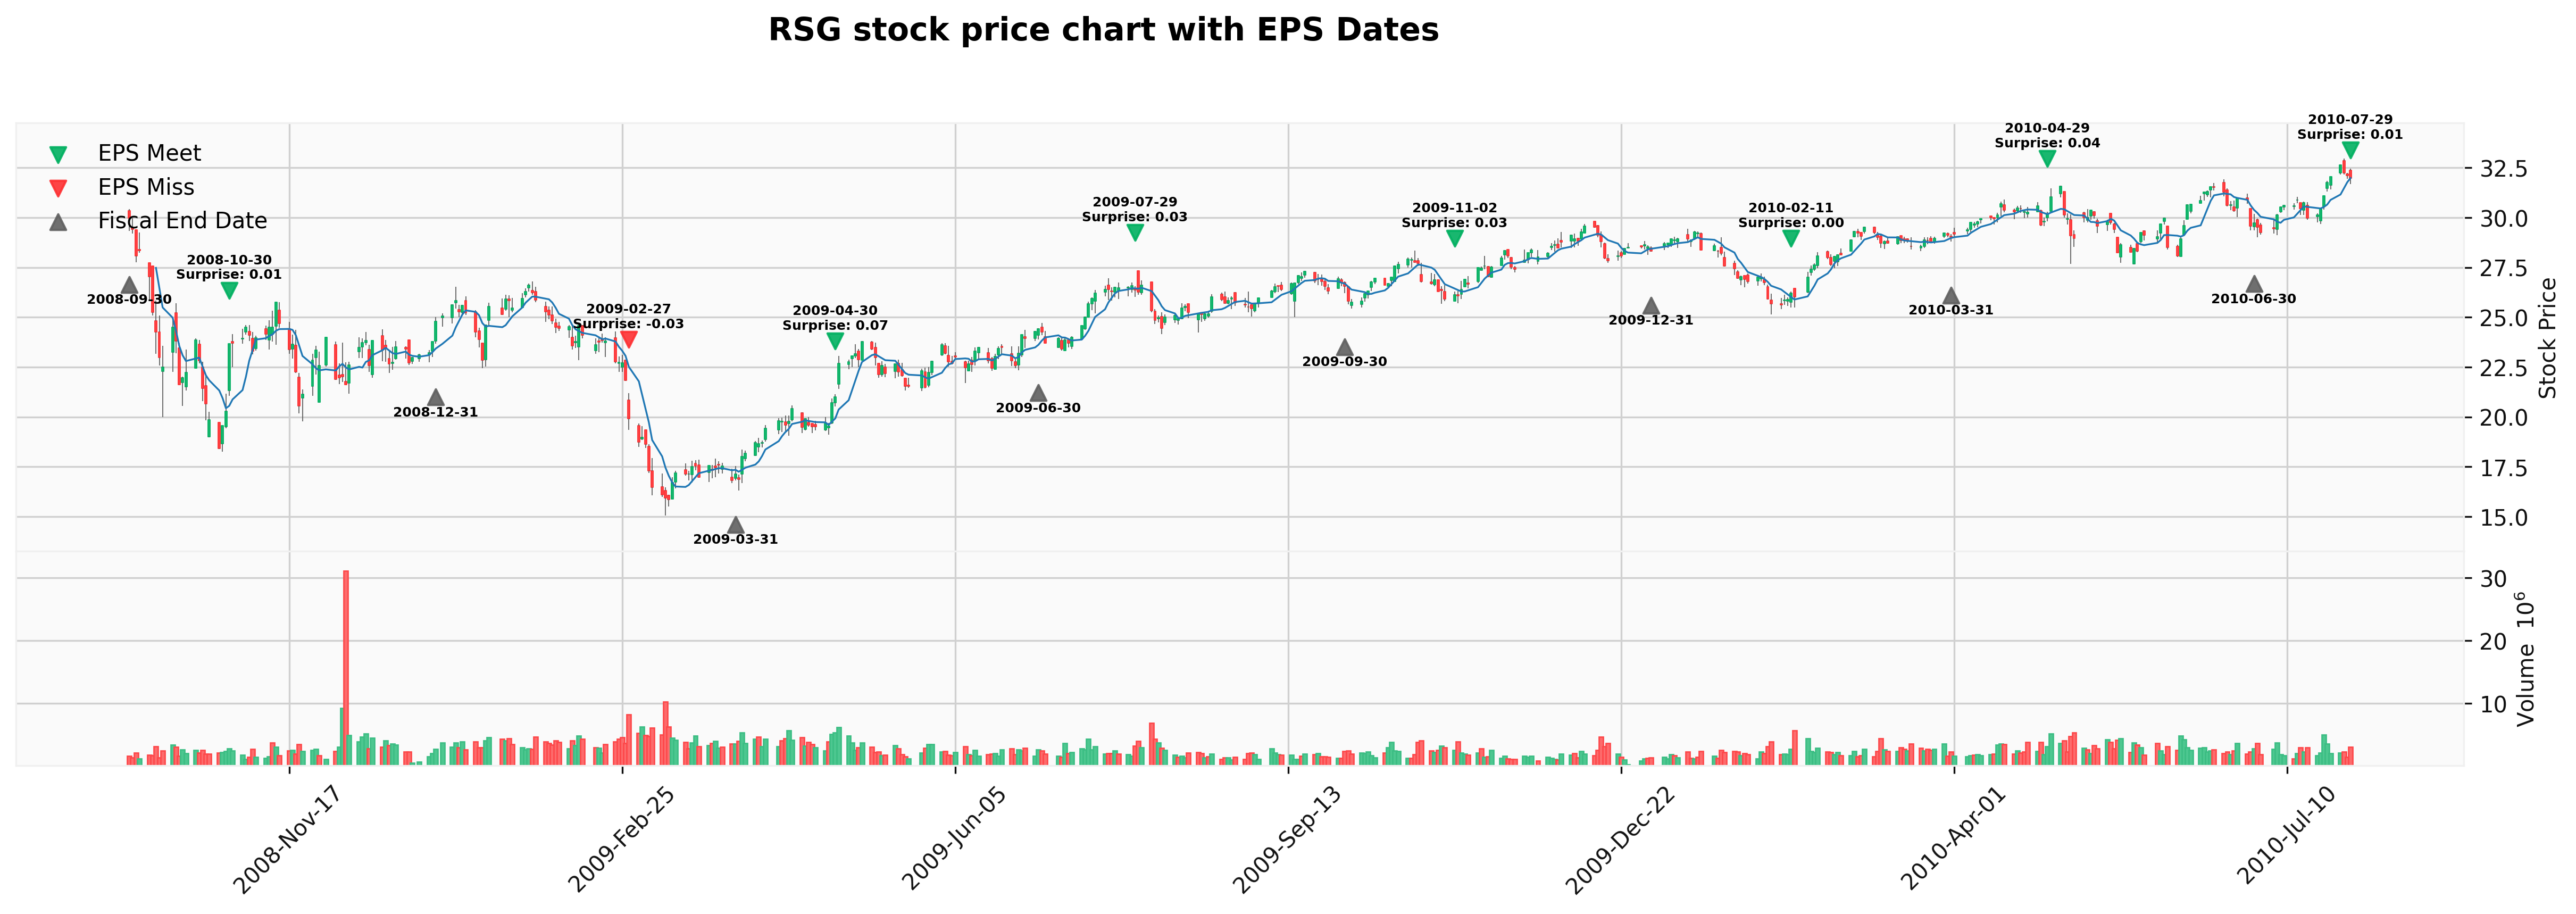 RSG stock price chart with EPS Dates
EPS Meet
EPS Miss
Fiscal End Date
2008-09-30
2008-10-30
Surprise: 0.01
2008-12-31
2009-02-27
Surprise: -0.03
2009-03-31
2009-04-30
Surprise: 0.07
2009-06-30
2009-07-29
Surprise: 0.03
2009-09-30
2009-11-02
Surprise: 0.03
2009-12-31
2010-02-11
Surprise: 0.00
2010-03-31
2010-04-29
Surprise: 0.04
2010-06-30
2010-07-29
Surprise: 0.01
32.5
30.0
27.5
25.0
22.5
20.0
17.5
15.0
Stock Price
30
20
10
Volume 10⁶
2008-Nov-17
2009-Feb-25
2009-Jun-05
2009-Sep-13
2009-Dec-22
2010-Apr-01
2010-Jul-10